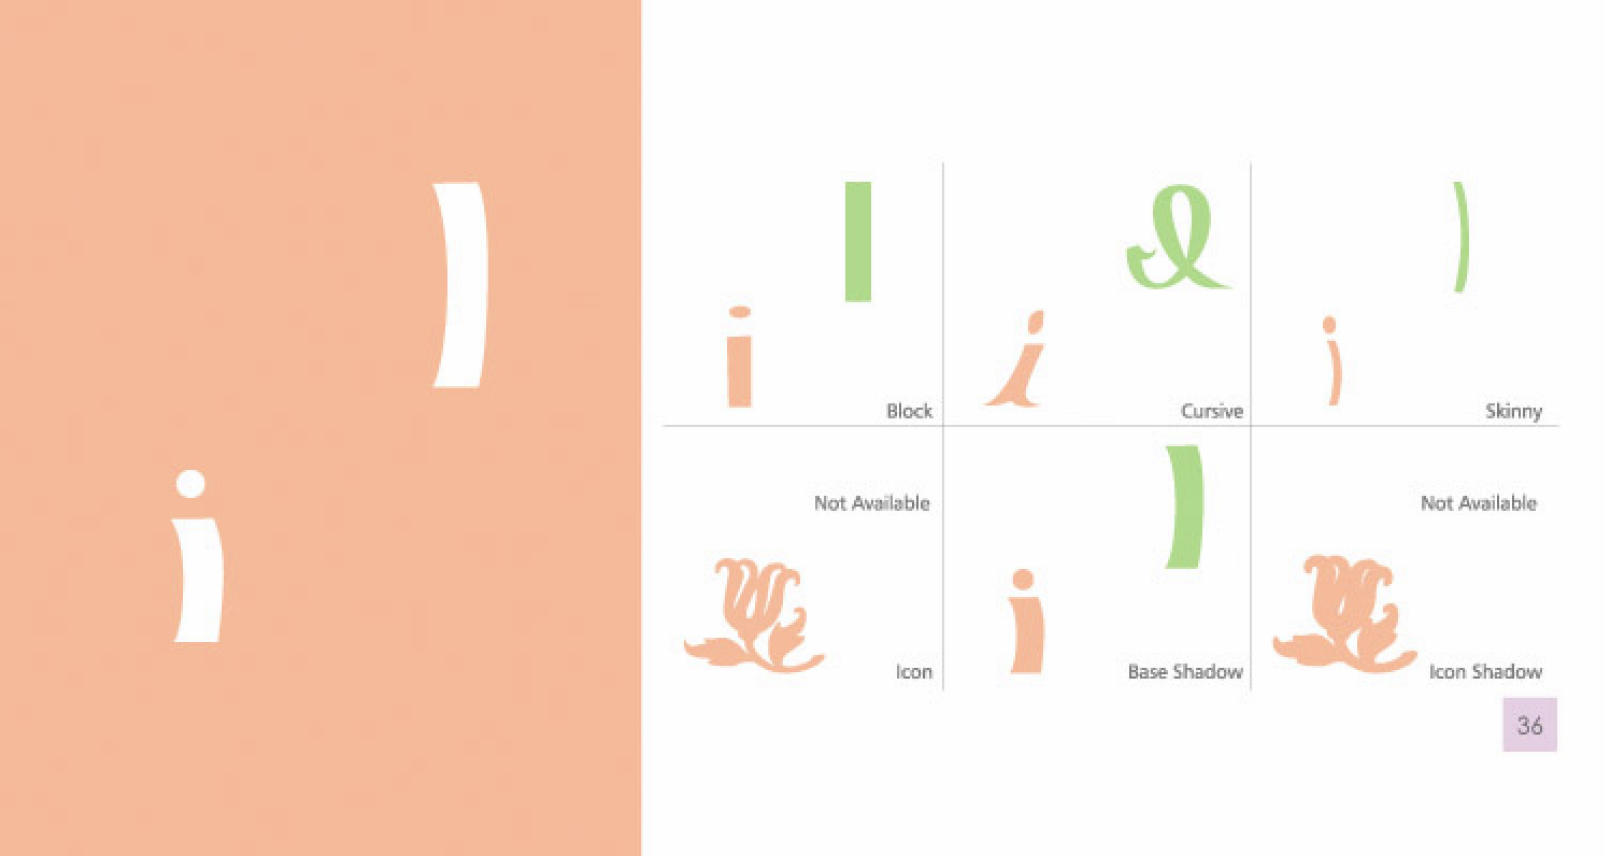 I
i
I
i
Block
I
i
Cursive
I
i
Skinny
Not Available
Icon
I
i
Base Shadow
Not Available
Icon Shadow
36